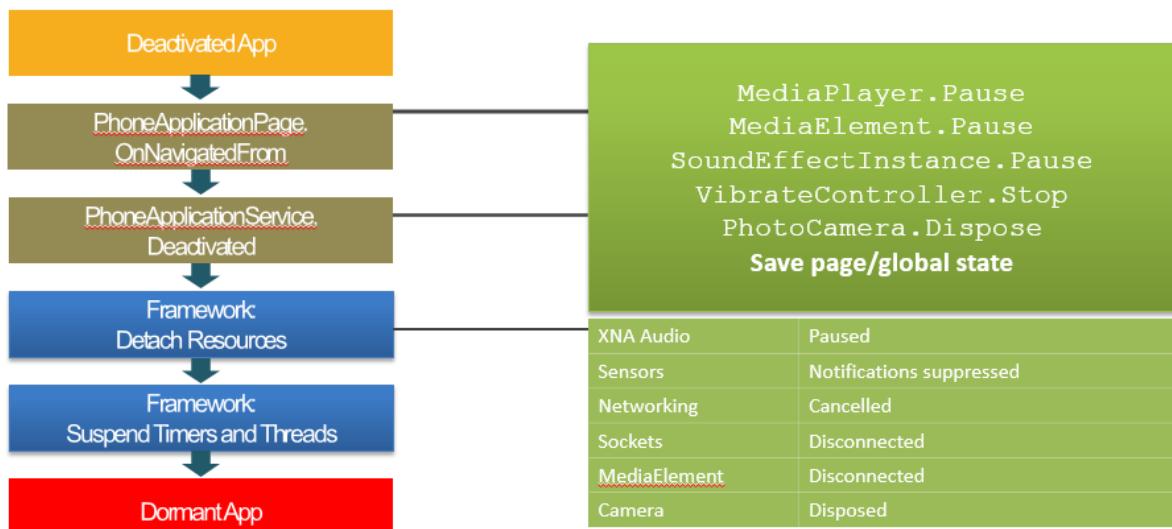 Deactivated App
PhoneApplicationPage.
OnNavigatedFrom
PhoneApplicationService.
Deactivated
Framework:
Detach Resources
Framework:
Suspend Timers and Threads
Dormant App
MediaPlayer.Pause
MediaElement.Pause
SoundEffectInstance.Pause
VibrateController.Stop
PhotoCamera.Dispose
Save page/global state
XNA Audio Paused
Sensors Notifications suppressed
Networking Cancelled
Sockets Disconnected
MediaElement Disconnected
Camera Disposed